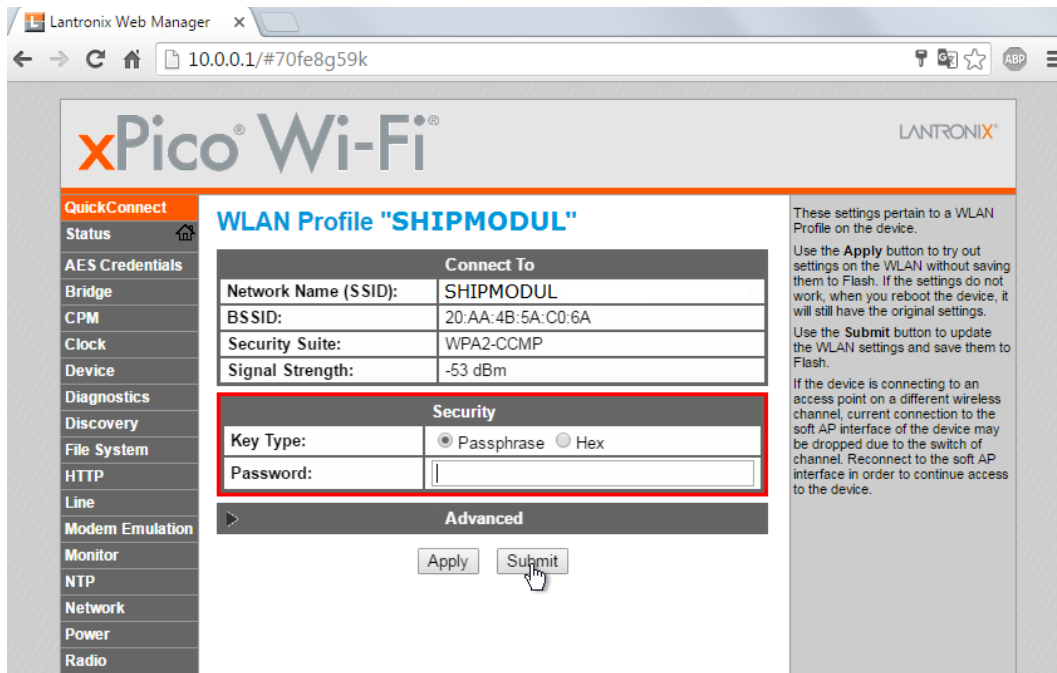 Lantronix Web Manage
10.0.0.1/#70fe8g59k
ABP
xPico® Wi-Fi®
LANTRONIX®
QuickConnect
Status
AES Credentials
Bridge
CPM
Clock
Device
Diagnostics
Discovery
File System
HTTP
Line
Modem Emulation
Monitor
NTP
Network
Power
Radio
WLAN Profile "SHIPMODUL"
Connect To
Network Name (SSID): SHIPMODUL
BSSID: 20:AA:4B:5A:C0:6A
Security Suite: WPA2-CCMP
Signal Strength: -53 dBm
Security
Key Type: Passphrase Hex
Password:
Advanced
Apply Submit
These settings pertain to a WLAN
Profile on the device.
Use the Apply button to try out
settings on the WLAN without saving
them to Flash. If the settings do not
work, when you reboot the device, it
will still have the original settings.
Use the Submit button to update
the WLAN settings and save them to
Flash.
If the device is connecting to an
access point on a different wireless
channel, current connection to the
soft AP interface of the device may
be dropped due to the switch of
channel. Reconnect to the soft AP
interface in order to continue access
to the device.